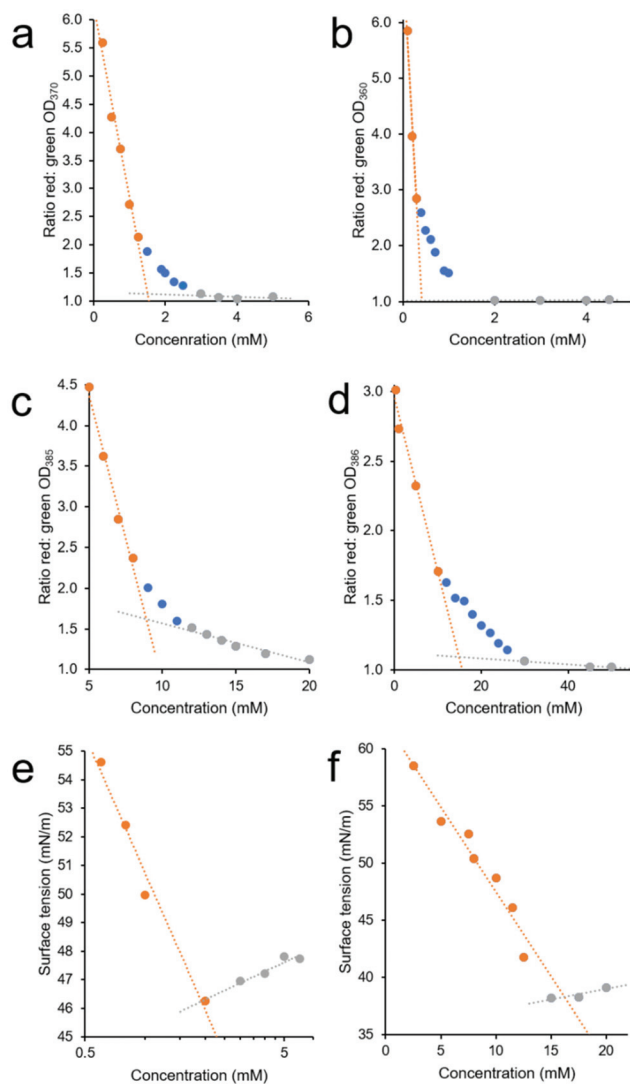 a
6.0
5.5
5.0
4.5
4.0
3.5
3.0
2.5
2.0
1.5
1.0
Ratio red: green OD370
0 2 4 6
Concenration (mM)
b
6.0
5.0
4.0
3.0
2.0
1.0
Ratio red: green OD360
0 2 4
Concenration (mM)
c
4.5
4.0
3.5
3.0
2.5
2.0
1.5
1.0
Ratio red: green OD385
5 10 15 20
Concentration (mM)
d
3.0
2.5
2.0
1.5
1.0
Ratio red: green OD386
0 20 40
Concentration (mM)
e
55
54
53
52
51
50
49
48
47
46
45
Surface tension (mN/m)
0.5 5
Concentration (mM)
f
60
55
50
45
40
35
Surface tension (mN/m)
0 5 10 15 20
Concentration (mM)